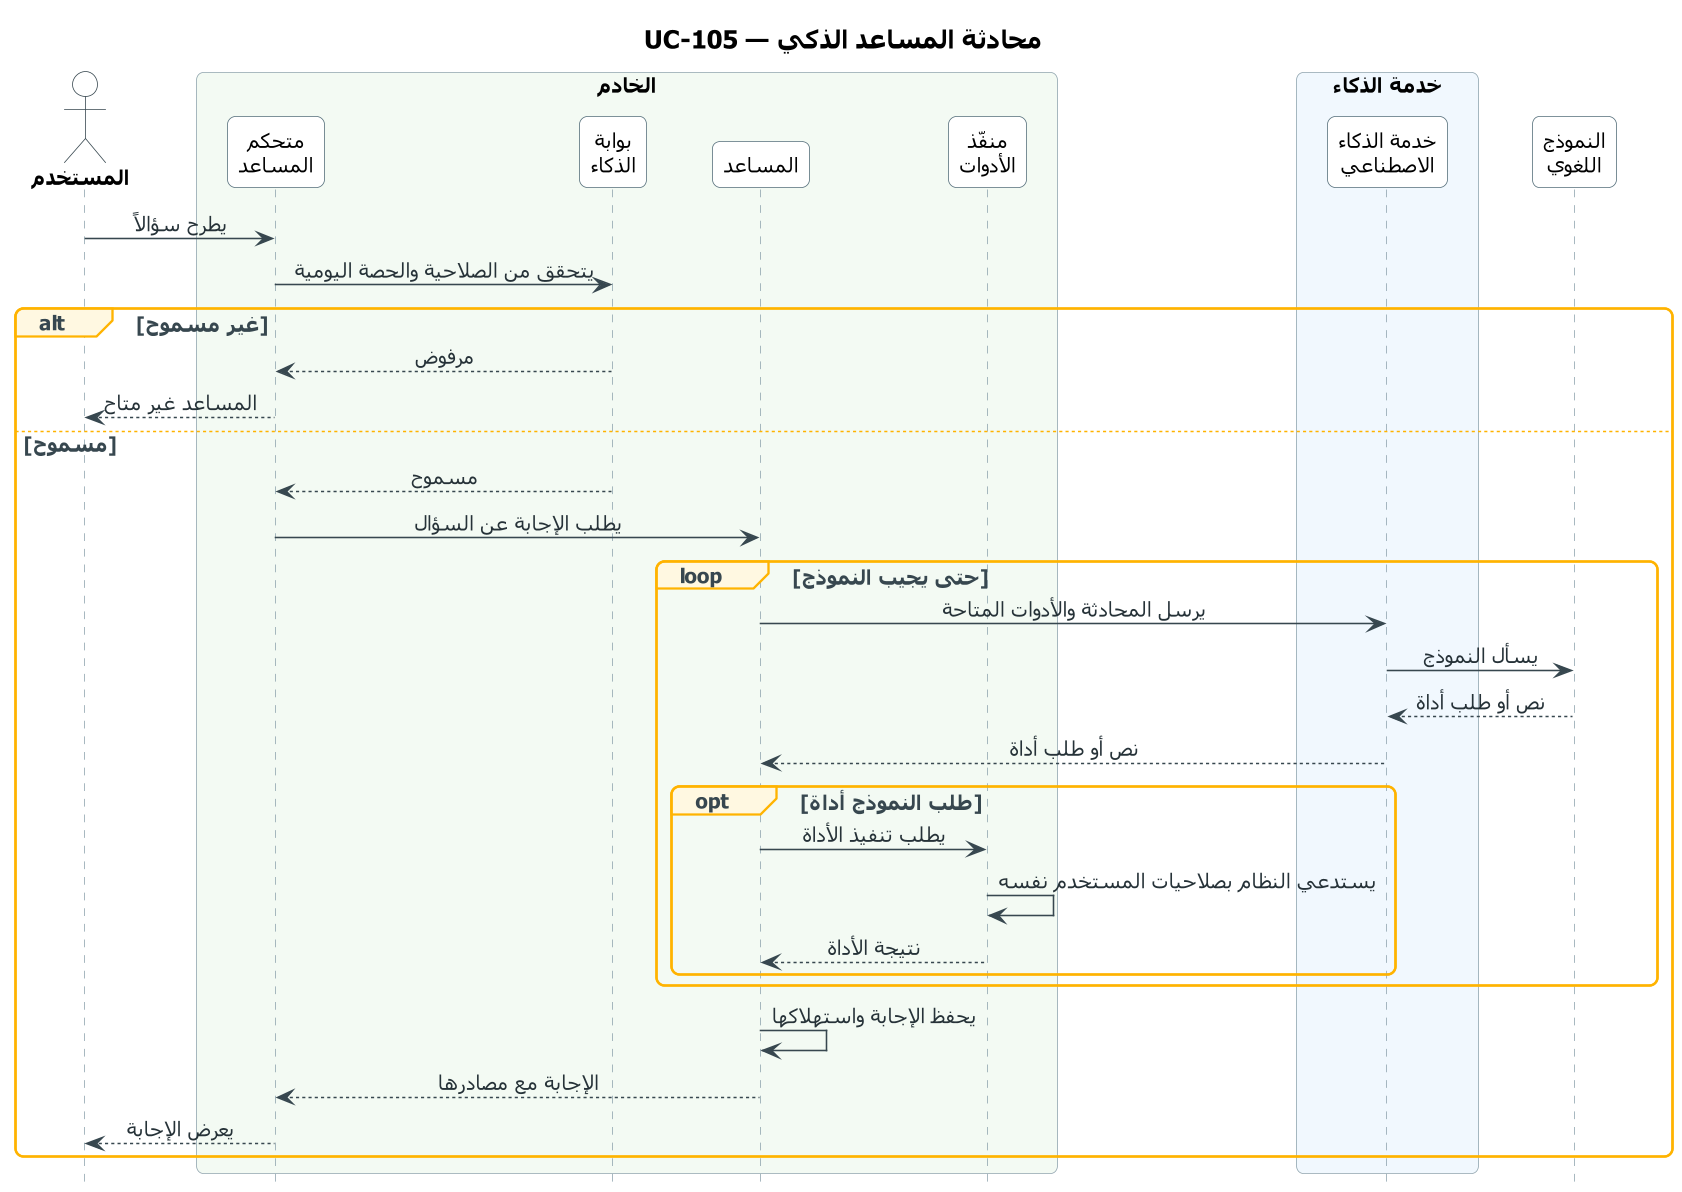 UC-105 — محادثة المساعد الذكي
الخادم
خدمة الذكاء
المستخدم
متحكم
المساعد
بوابة
الذكاء
المساعد
منفّذ
الأدوات
خدمة الذكاء
الاصطناعي
النموذج
اللغوي
يطرح سؤالاً
يتحقق من الصلاحية والحصة اليومية
alt
[غير مسموح]
مرفوض
المساعد غير متاح
[مسموح]
مسموح
يطلب الإجابة عن السؤال
loop
[حتى يجيب النموذج]
يرسل المحادثة والأدوات المتاحة
يسأل النموذج
نص أو طلب أداة
نص أو طلب أداة
opt
[طلب النموذج أداة]
يطلب تنفيذ الأداة
يستدعي النظام بصلاحيات المستخدم نفسه
نتيجة الأداة
يحفظ الإجابة واستهلاكها
الإجابة مع مصادرها
يعرض الإجابة